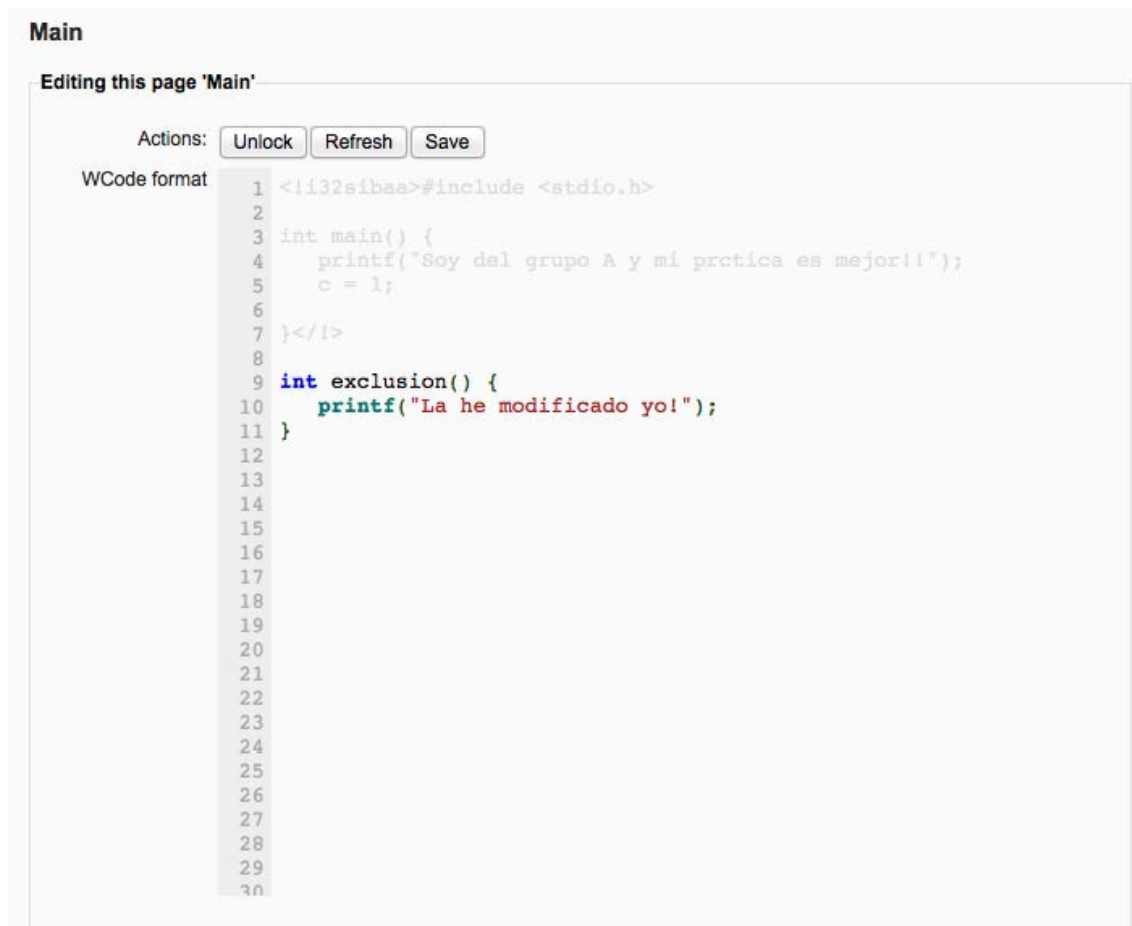 Main
Editing this page 'Main'
Actions: Unlock Refresh Save
WCode format
1 <!i32sibaa>#include <stdio.h>
2
3 int main() {
4 printf("Soy del grupo A y mi prctica es mejor!!");
5 c = 1;
6
7 }</!>
8
9 int exclusion() {
10 printf("La he modificado yo!");
11 }
12
13
14
15
16
17
18
19
20
21
22
23
24
25
26
27
28
29
30